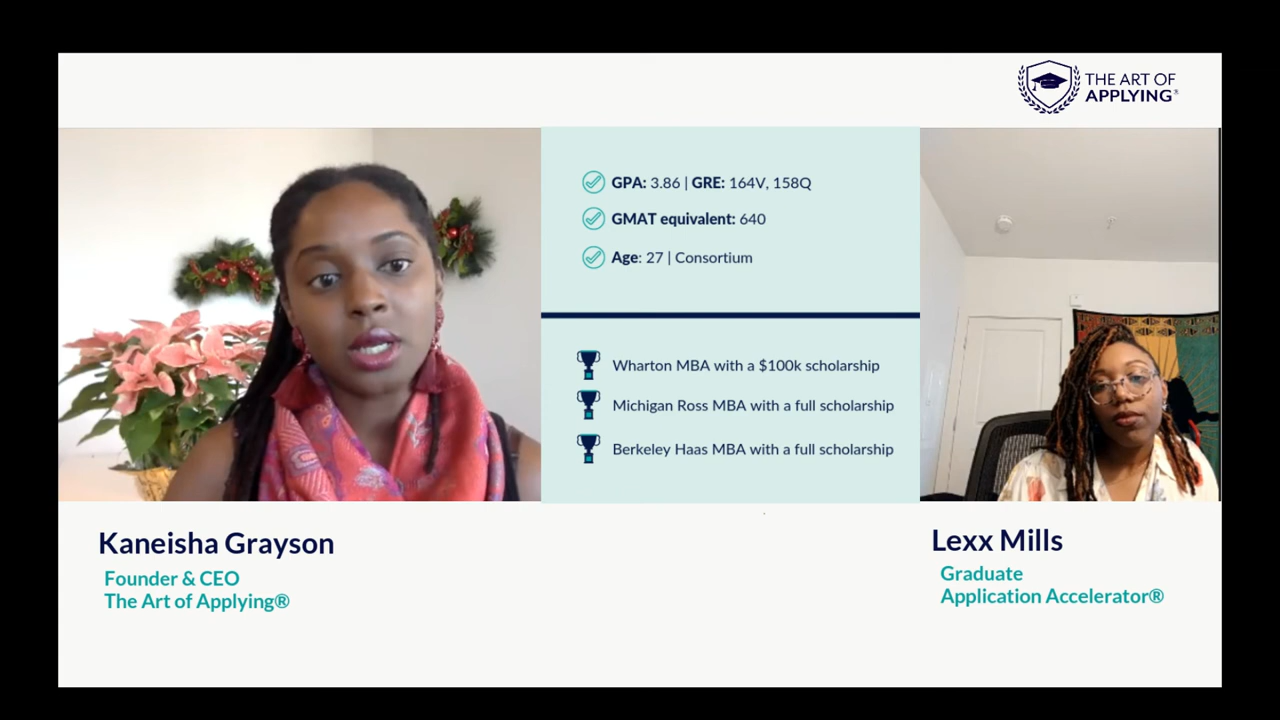 THE ART OF
APPLYING®
GPA: 3.86 | GRE: 164V, 158Q
GMAT equivalent: 640
Age: 27 | Consortium
Wharton MBA with a $100k scholarship
Michigan Ross MBA with a full scholarship
Berkeley Haas MBA with a full scholarship
Kaneisha Grayson
Founder & CEO
The Art of Applying®
Lexx Mills
Graduate
Application Accelerator®